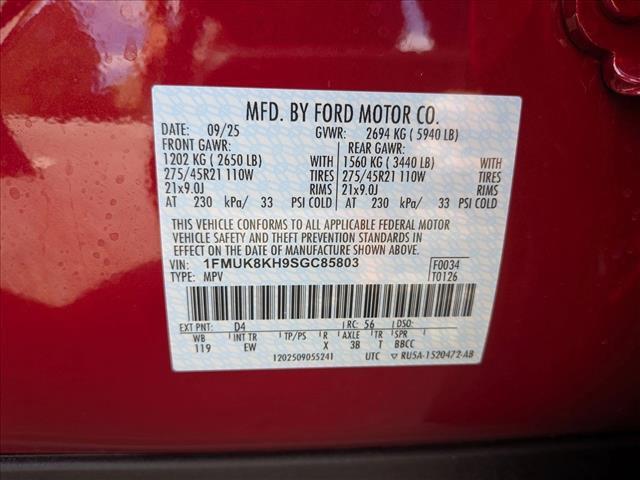 MFD. BY FORD MOTOR CO.
DATE: 09/25 GVWR: 2694 KG ( 5940 LB)
FRONT GAWR: REAR GAWR:
1202 KG ( 2650 LB) WITH 1560 KG ( 3440 LB) WITH
275/45R21 110W TIRES 275/45R21 110W TIRES
21x9.0J RIMS 21x9.0J RIMS
AT 230 kPa/ 33 PSI COLD AT 230 kPa/ 33 PSI COLD
THIS VEHICLE CONFORMS TO ALL APPLICABLE FEDERAL MOTOR
VEHICLE SAFETY AND THEFT PREVENTION STANDARDS IN
EFFECT ON THE DATE OF MANUFACTURE SHOWN ABOVE.
VIN: 1FMUK8KH9SGC85803 F0034
TYPE: MPV T0126
EXT PNT: D4 RC: 56 DSO:
WB INT TR TP/PS R AXLE TR SPR
119 EW X 3B T BBCC
1202509055241 UTC ▽ RU5A-1520472-AB